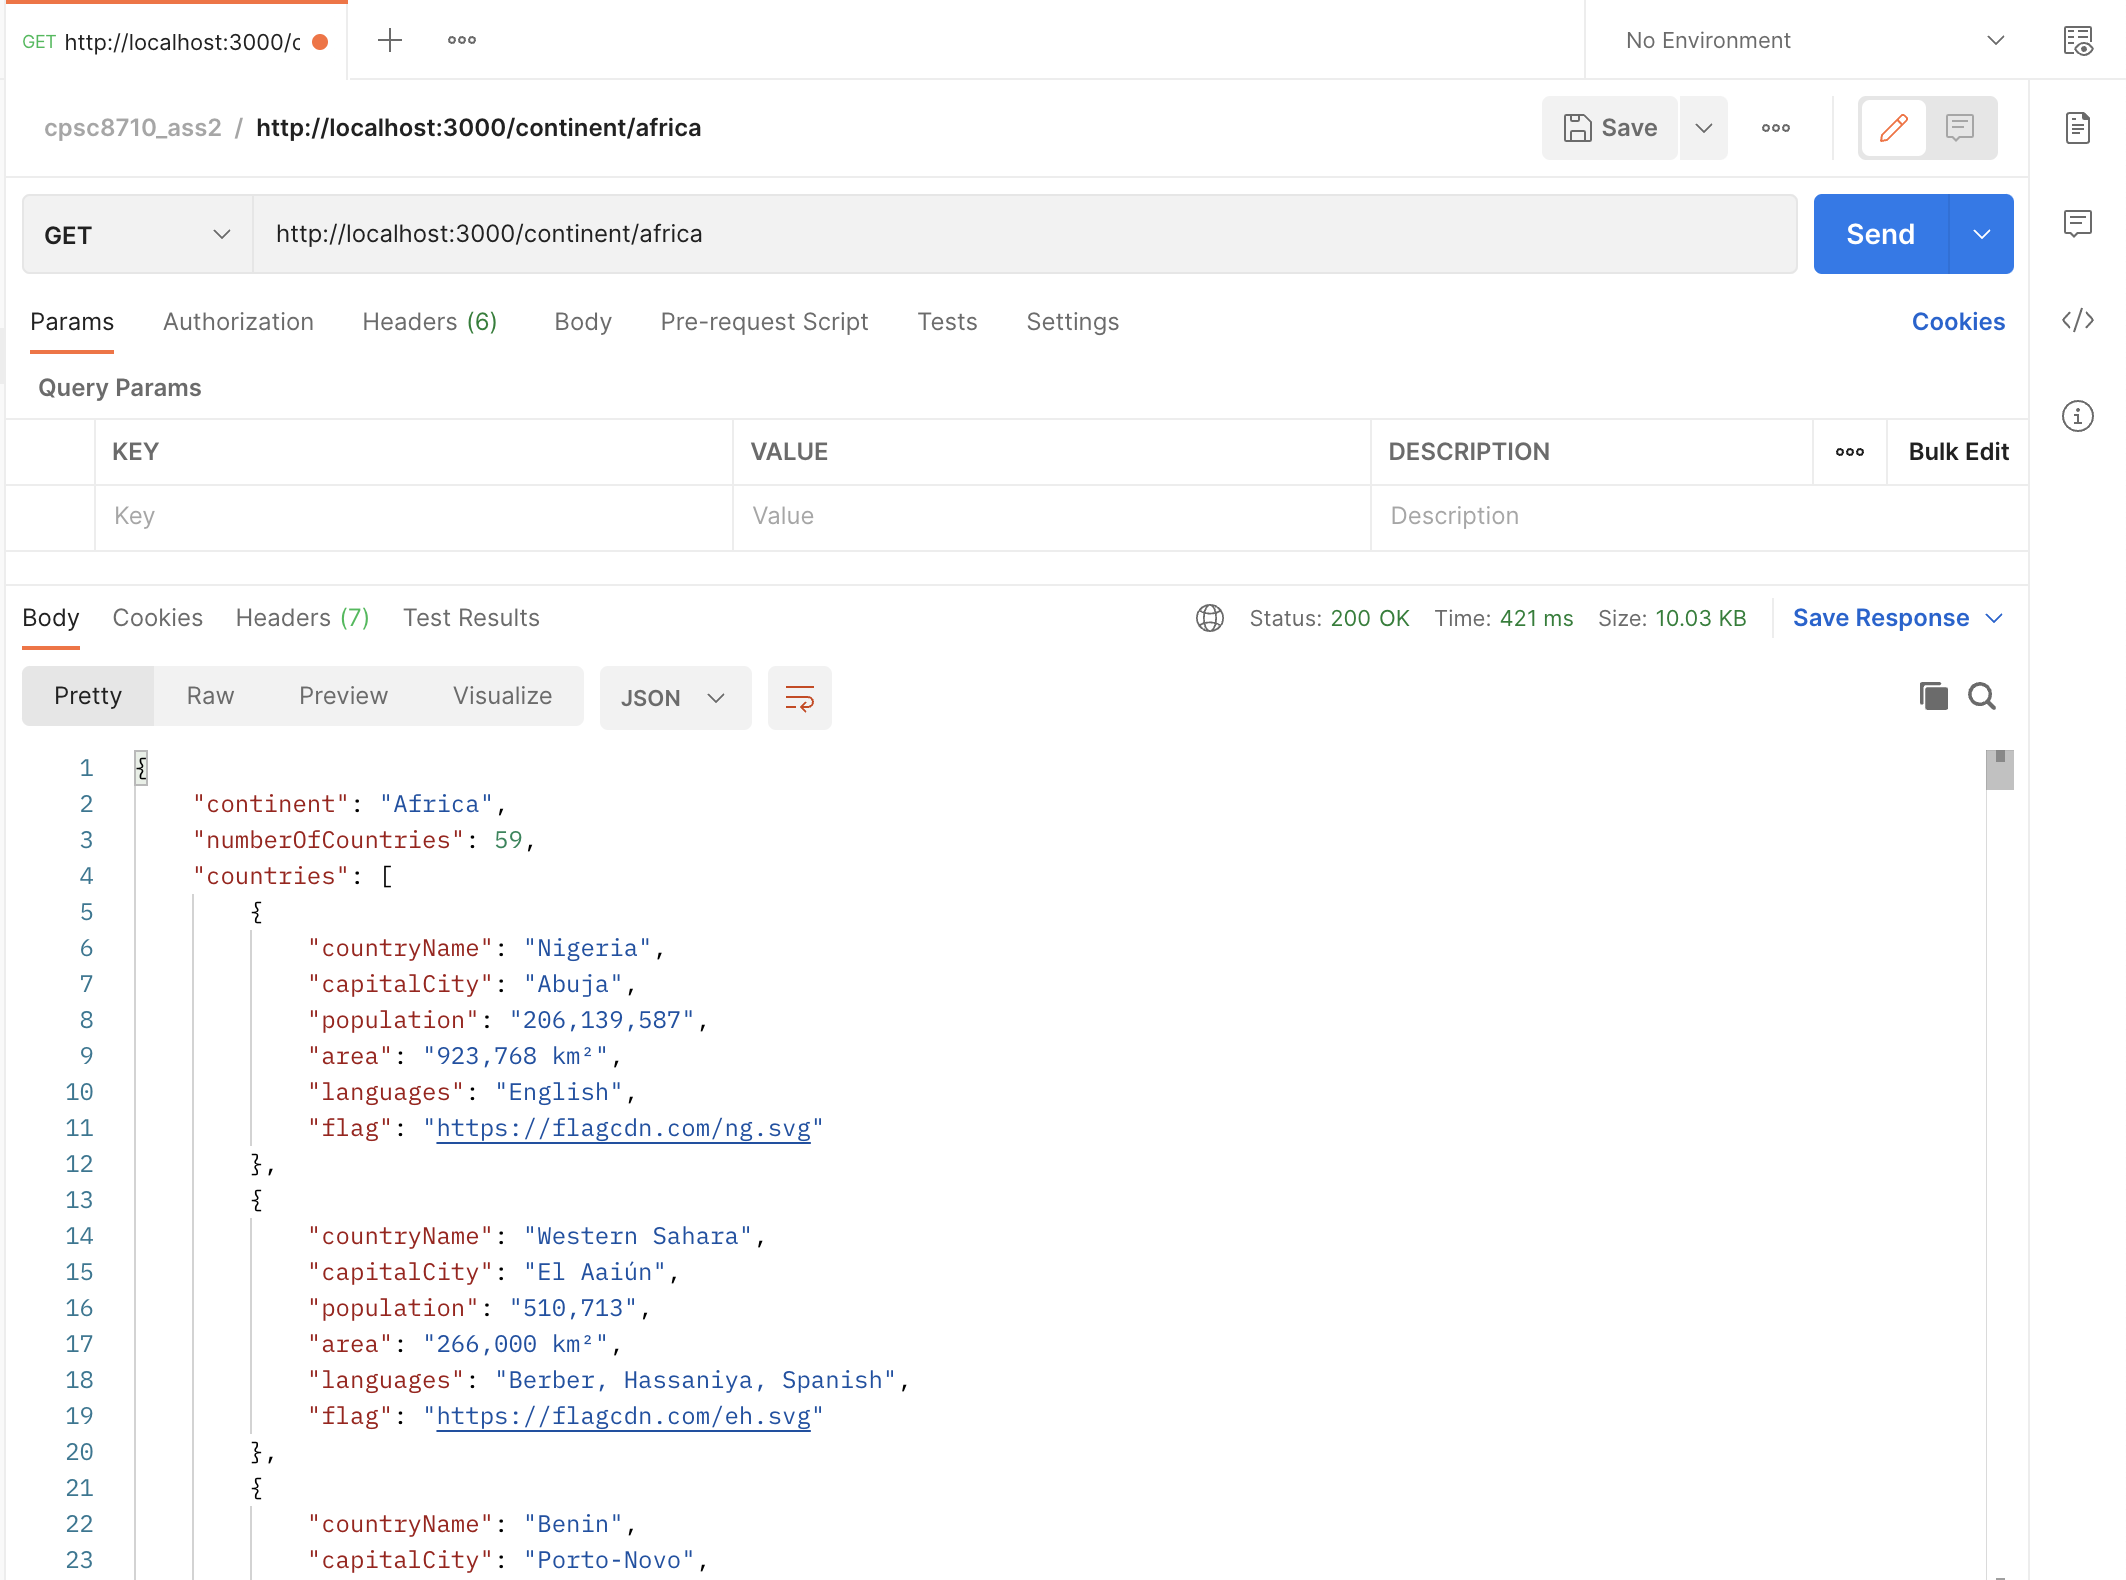 GET http://localhost:3000/c
No Environment
cpsc8710_ass2 / http://localhost:3000/continent/africa
Save
GET http://localhost:3000/continent/africa Send
Params Authorization Headers (6) Body Pre-request Script Tests Settings Cookies
Query Params
KEY VALUE DESCRIPTION Bulk Edit
Key Value Description
Body Cookies Headers (7) Test Results Status: 200 OK Time: 421 ms Size: 10.03 KB Save Response
Pretty Raw Preview Visualize JSON
1 {
2 "continent": "Africa",
3 "numberOfCountries": 59,
4 "countries": [
5 {
6 "countryName": "Nigeria",
7 "capitalCity": "Abuja",
8 "population": "206,139,587",
9 "area": "923,768 km²",
10 "languages": "English",
11 "flag": "https://flagcdn.com/ng.svg"
12 },
13 {
14 "countryName": "Western Sahara",
15 "capitalCity": "El Aaiún",
16 "population": "510,713",
17 "area": "266,000 km²",
18 "languages": "Berber, Hassaniya, Spanish",
19 "flag": "https://flagcdn.com/eh.svg"
20 },
21 {
22 "countryName": "Benin",
23 "capitalCity": "Porto-Novo",